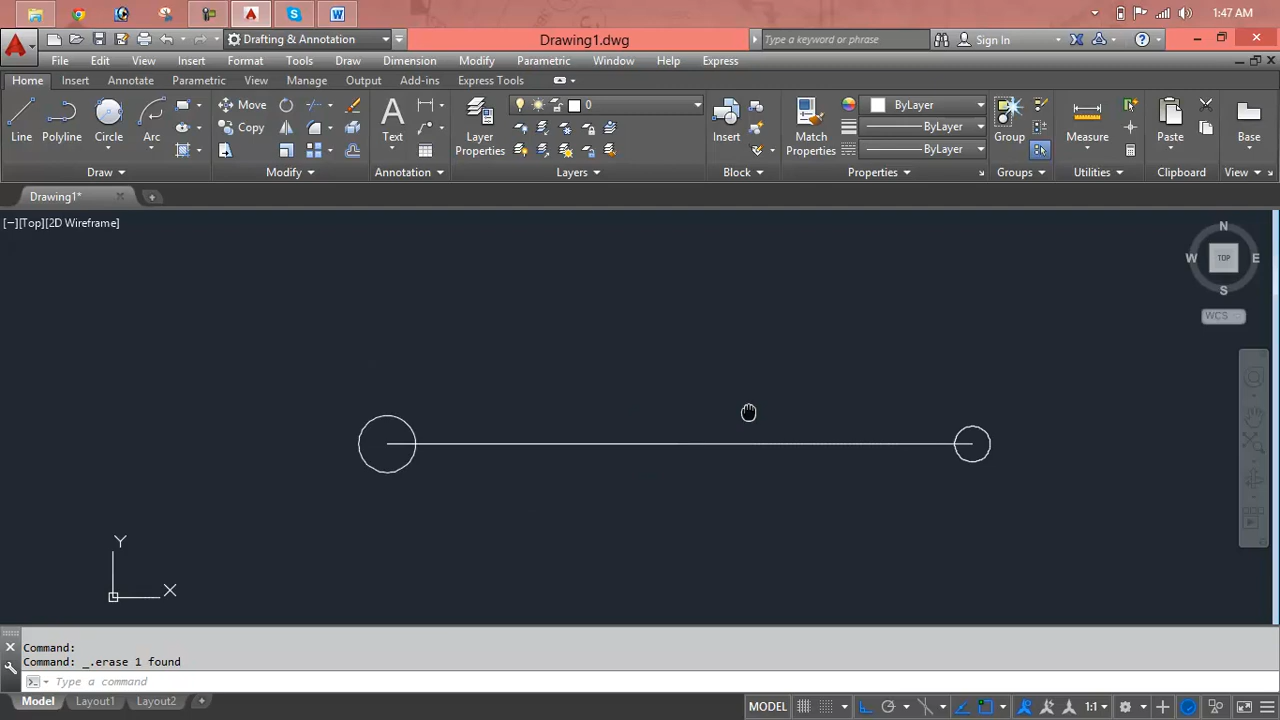 1:47 AM
Drafting & Annotation
Drawing1.dwg
Type a keyword or phrase
Sign In
File Edit View Insert Format Tools Draw Dimension Modify Parametric Window Help Express
Home Insert Annotation Parametric View Manage Output Add-ins Express Tools
Line Polyline Circle Arc
Move
Copy
Text
Layer Properties
0
Insert
Match Properties
ByLayer
ByLayer
ByLayer
Group
Measure
Paste
Base
Draw Modify Annotation Layers Block Properties Groups Utilities Clipboard View
Drawing1*
[−][Top][2D Wireframe]
N
W TOP E
S
WCS
Y
X
Command:
Command: _.erase 1 found
Type a command
Model Layout1 Layout2 +
MODEL
1:1